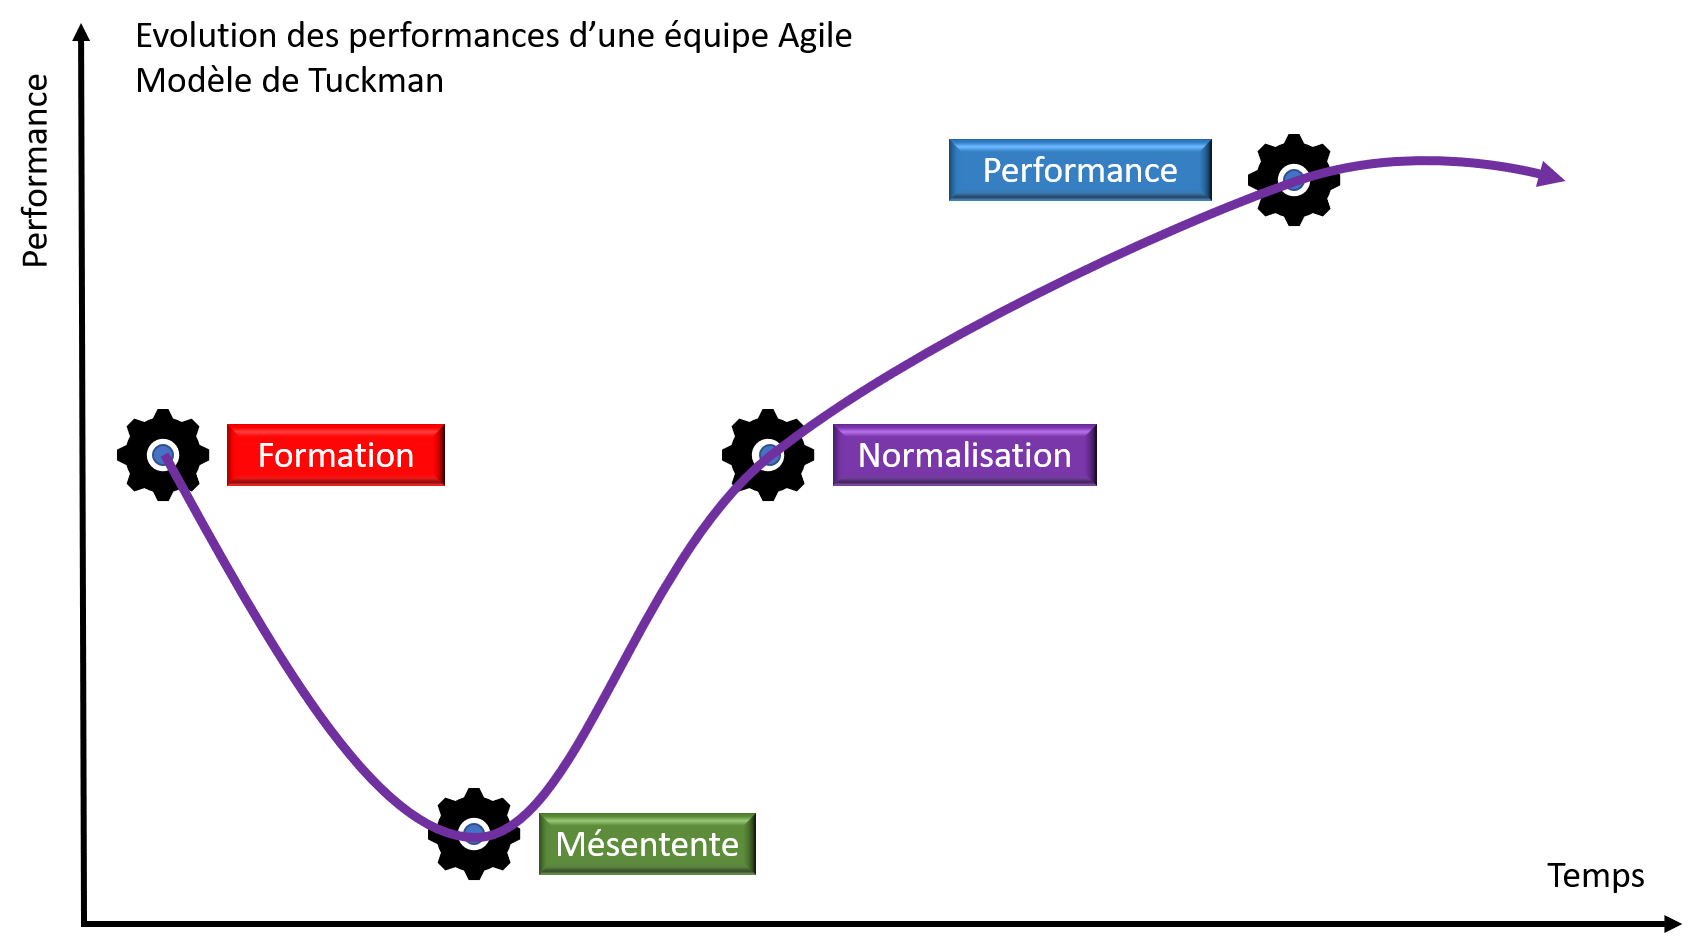 Evolution des performances d’une équipe Agile
Modèle de Tuckman
Performance
Performance
Formation
Normalisation
Mésentente
Temps